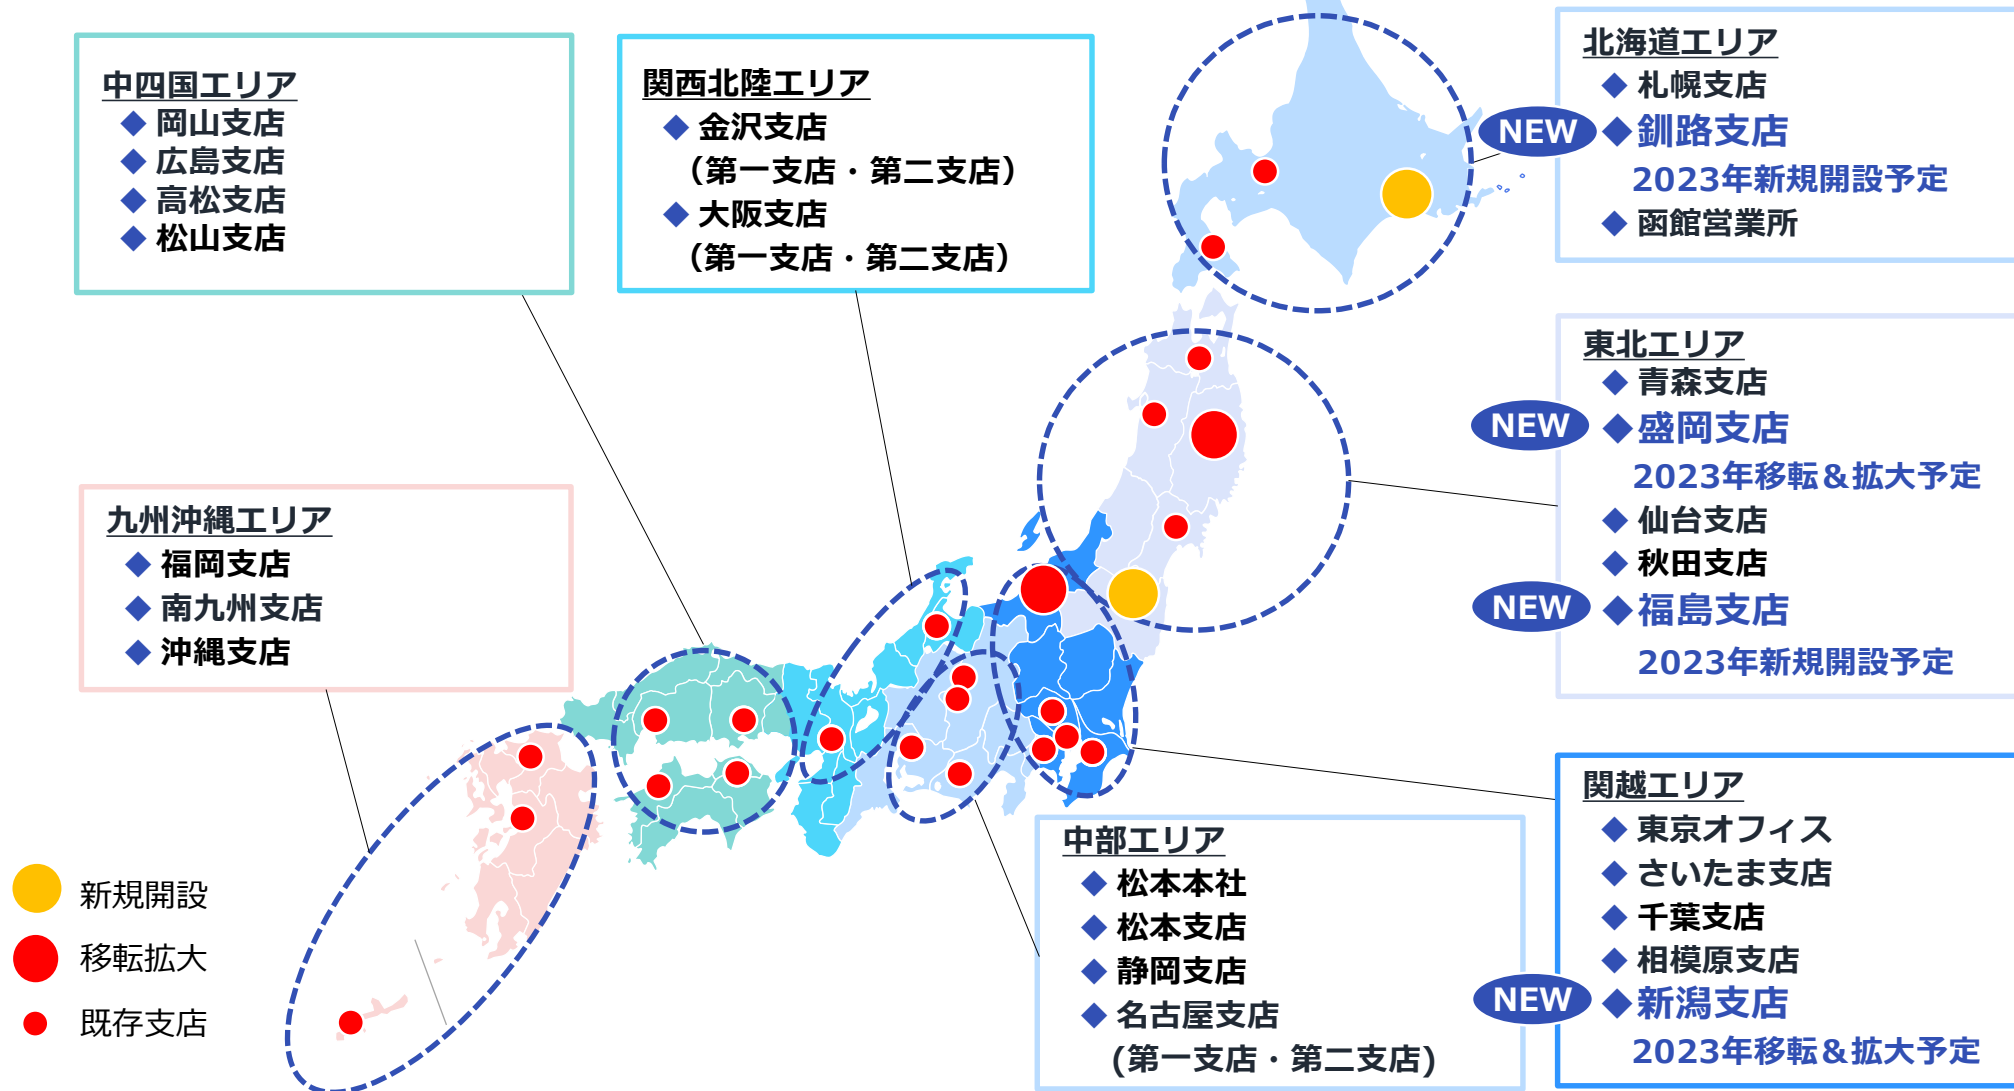 中四国エリア
◆ 岡山支店
◆ 広島支店
◆ 高松支店
◆ 松山支店
関西北陸エリア
◆ 金沢支店
（第一支店・第二支店）
◆ 大阪支店
（第一支店・第二支店）
北海道エリア
◆ 札幌支店
NEW ◆ 釧路支店
2023年新規開設予定
◆ 函館営業所
東北エリア
◆ 青森支店
NEW ◆ 盛岡支店
2023年移転＆拡大予定
◆ 仙台支店
◆ 秋田支店
NEW ◆ 福島支店
2023年新規開設予定
九州沖縄エリア
◆ 福岡支店
◆ 南九州支店
◆ 沖縄支店
関越エリア
◆ 東京オフィス
◆ さいたま支店
◆ 千葉支店
◆ 相模原支店
NEW ◆ 新潟支店
2023年移転＆拡大予定
中部エリア
◆ 松本本社
◆ 松本支店
◆ 静岡支店
◆ 名古屋支店
(第一支店・第二支店)
新規開設
移転拡大
既存支店